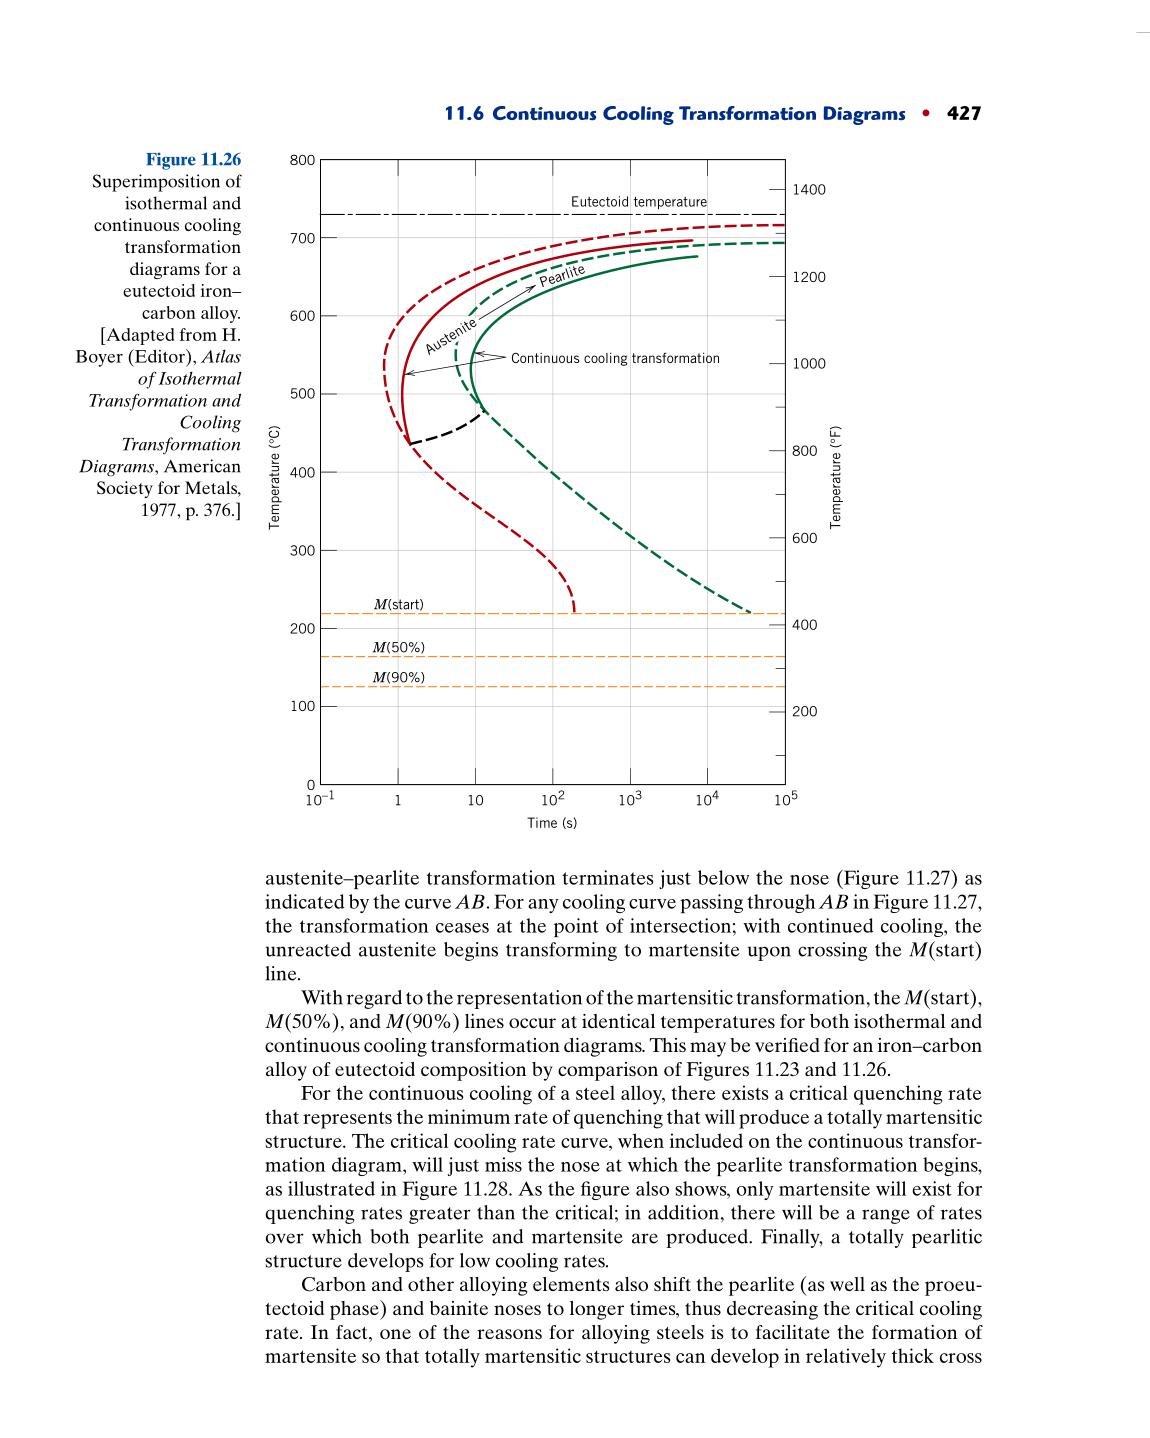 11.6 Continuous Cooling Transformation Diagrams • 427
Figure 11.26
Superimposition of
isothermal and
continuous cooling
transformation
diagrams for a
eutectoid iron–
carbon alloy.
[Adapted from H.
Boyer (Editor), Atlas
of Isothermal
Transformation and
Cooling
Transformation
Diagrams, American
Society for Metals,
1977, p. 376.]
800
700
600
500
400
300
200
100
0
Temperature (°C)
1400
1200
1000
800
600
400
200
Temperature (°F)
Eutectoid temperature
Pearlite
Austenite
Continuous cooling transformation
M(start)
M(50%)
M(90%)
10⁻¹
1
10
10²
10³
10⁴
10⁵
Time (s)
austenite–pearlite transformation terminates just below the nose (Figure 11.27) as
indicated by the curve AB. For any cooling curve passing through AB in Figure 11.27,
the transformation ceases at the point of intersection; with continued cooling, the
unreacted austenite begins transforming to martensite upon crossing the M(start)
line.
With regard to the representation of the martensitic transformation, the M(start),
M(50%), and M(90%) lines occur at identical temperatures for both isothermal and
continuous cooling transformation diagrams. This may be verified for an iron–carbon
alloy of eutectoid composition by comparison of Figures 11.23 and 11.26.
For the continuous cooling of a steel alloy, there exists a critical quenching rate
that represents the minimum rate of quenching that will produce a totally martensitic
structure. The critical cooling rate curve, when included on the continuous transfor-
mation diagram, will just miss the nose at which the pearlite transformation begins,
as illustrated in Figure 11.28. As the figure also shows, only martensite will exist for
quenching rates greater than the critical; in addition, there will be a range of rates
over which both pearlite and martensite are produced. Finally, a totally pearlitic
structure develops for low cooling rates.
Carbon and other alloying elements also shift the pearlite (as well as the proeu-
tectoid phase) and bainite noses to longer times, thus decreasing the critical cooling
rate. In fact, one of the reasons for alloying steels is to facilitate the formation of
martensite so that totally martensitic structures can develop in relatively thick cross